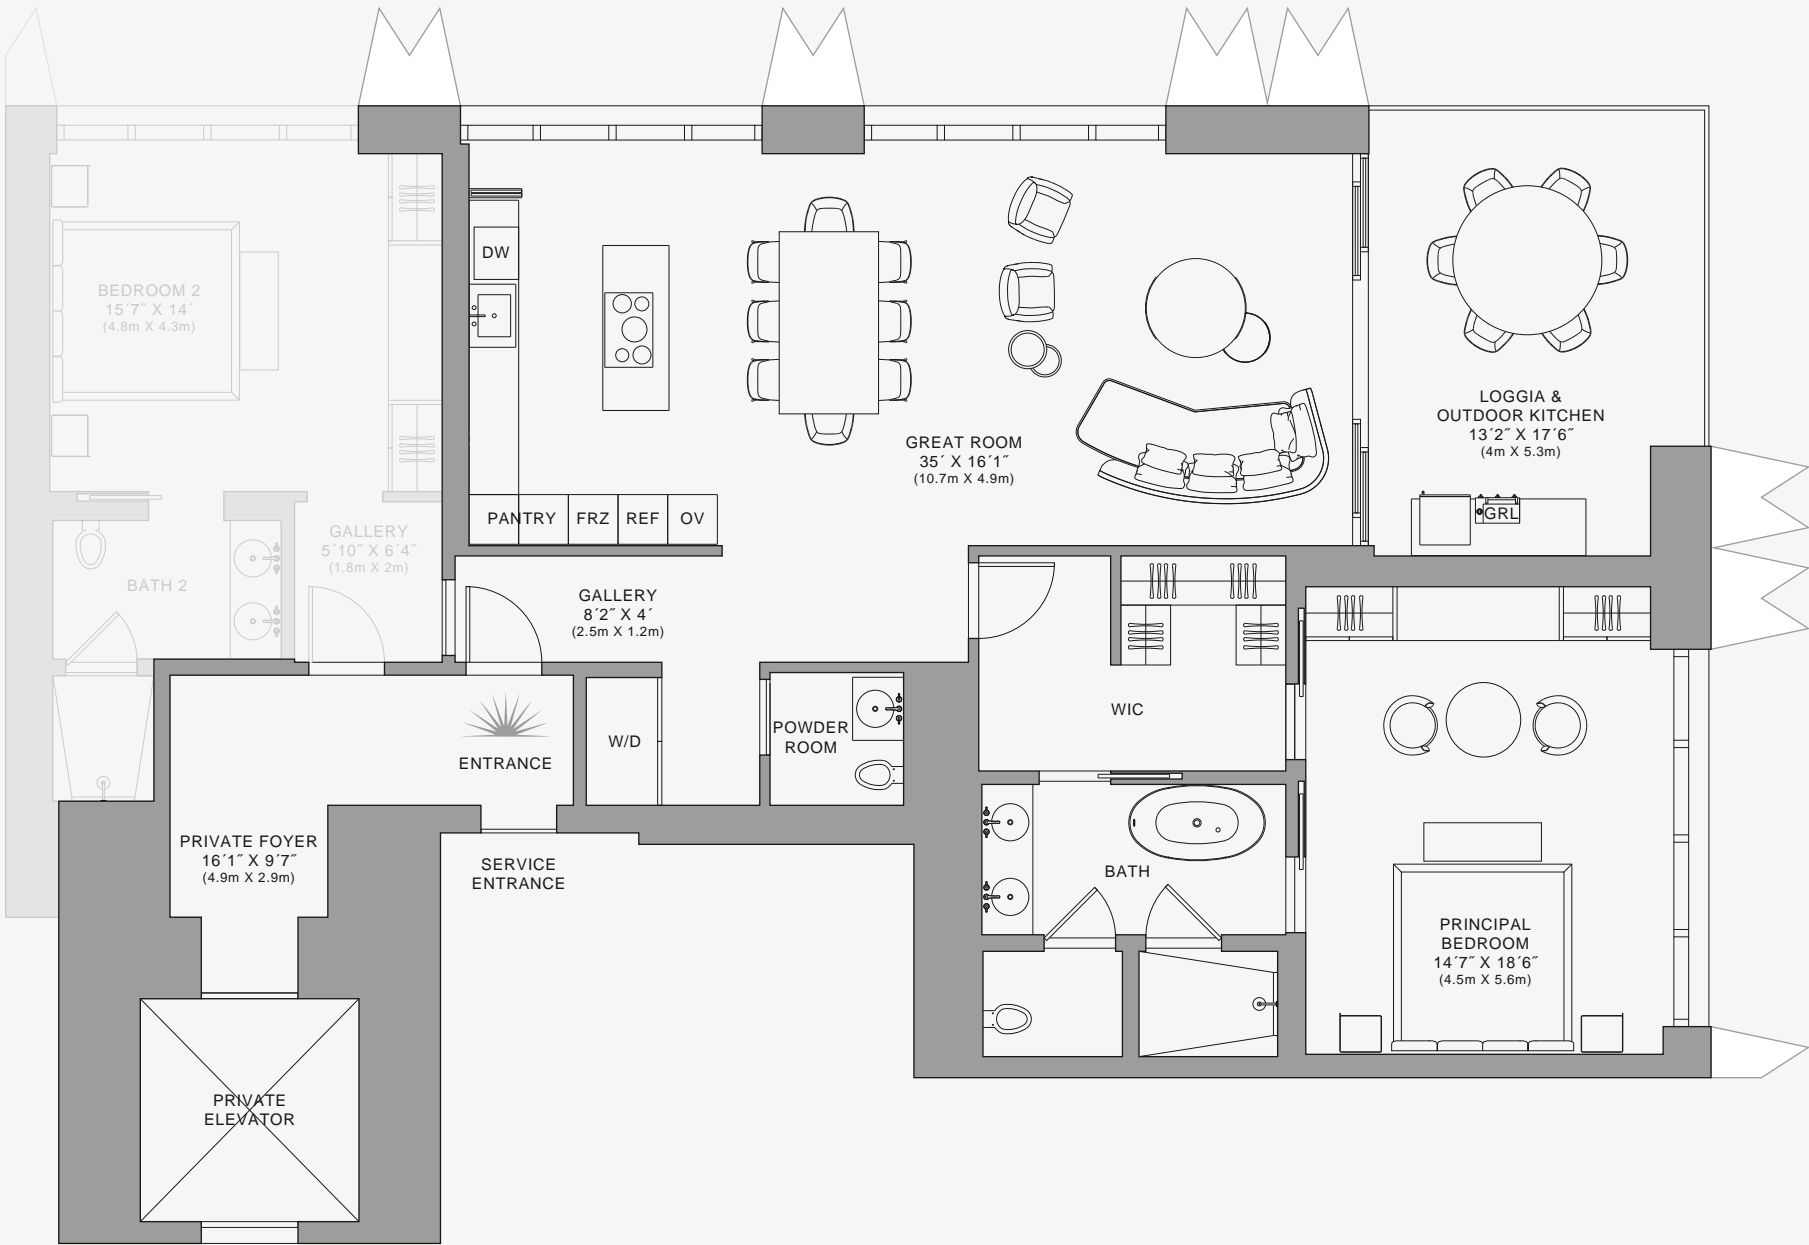 BEDROOM 2
15´7˝ X 14´
(4.8m X 4.3m)
DW
GREAT ROOM
35´ X 16´1˝
(10.7m X 4.9m)
LOGGIA &
OUTDOOR KITCHEN
13´2˝ X 17´6˝
(4m X 5.3m)
GRL
PANTRY
FRZ
REF
OV
GALLERY
5´10˝ X 6´4˝
(1.8m X 2m)
BATH 2
GALLERY
8´2˝ X 4´
(2.5m X 1.2m)
WIC
W/D
POWDER
ROOM
ENTRANCE
PRIVATE FOYER
16´1˝ X 9´7˝
(4.9m X 2.9m)
SERVICE
ENTRANCE
BATH
PRINCIPAL
BEDROOM
14´7˝ X 18´6˝
(4.5m X 5.6m)
PRIVATE
ELEVATOR